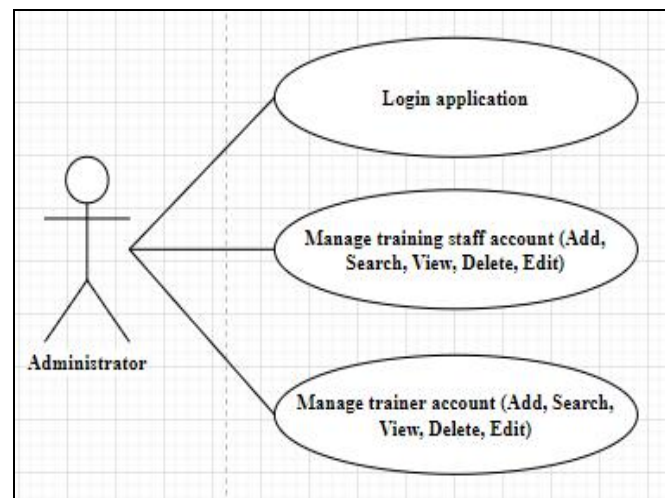 Login application
Manage training staff account (Add,
Search, View, Delete, Edit)
Administrator
Manage trainer account (Add, Search,
View, Delete, Edit)